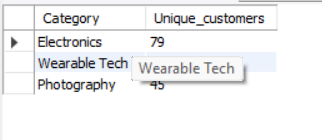 Category Unique_customers
Electronics 79
Wearable Tech Wearable Tech
Photography 45